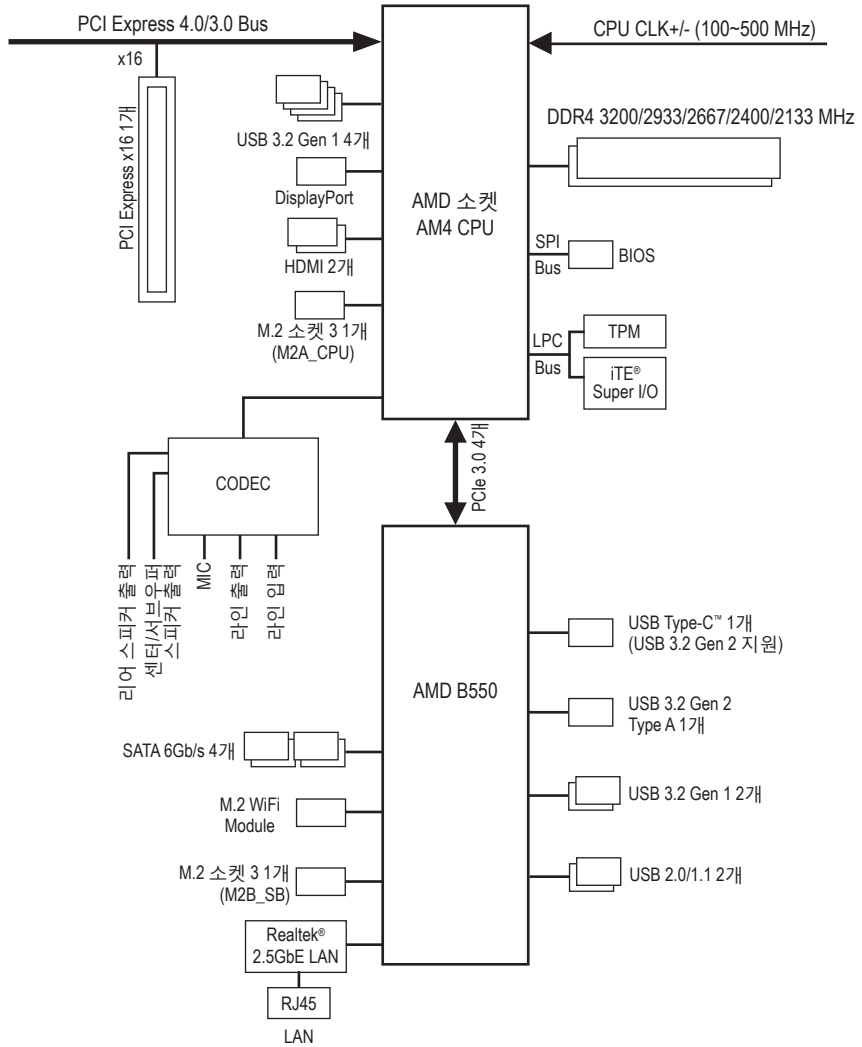 PCI Express 4.0/3.0 Bus
CPU CLK+/- (100~500 MHz)
x16
PCI Express x16 1개
USB 3.2 Gen 1 4개
DDR4 3200/2933/2667/2400/2133 MHz
DisplayPort
AMD 소켓
AM4 CPU
HDMI 2개
SPI
Bus
BIOS
M.2 소켓 3 1개
(M2A_CPU)
LPC
Bus
TPM
iTE®
Super I/O
PCIe 3.0 4개
CODEC
리어 스피커 출력
센터/서브우퍼
스피커 출력
MIC
라인 출력
라인 입력
AMD B550
USB Type-C™ 1개
(USB 3.2 Gen 2 지원)
USB 3.2 Gen 2
Type A 1개
SATA 6Gb/s 4개
USB 3.2 Gen 1 2개
M.2 WiFi
Module
M.2 소켓 3 1개
(M2B_SB)
USB 2.0/1.1 2개
Realtek®
2.5GbE LAN
RJ45
LAN